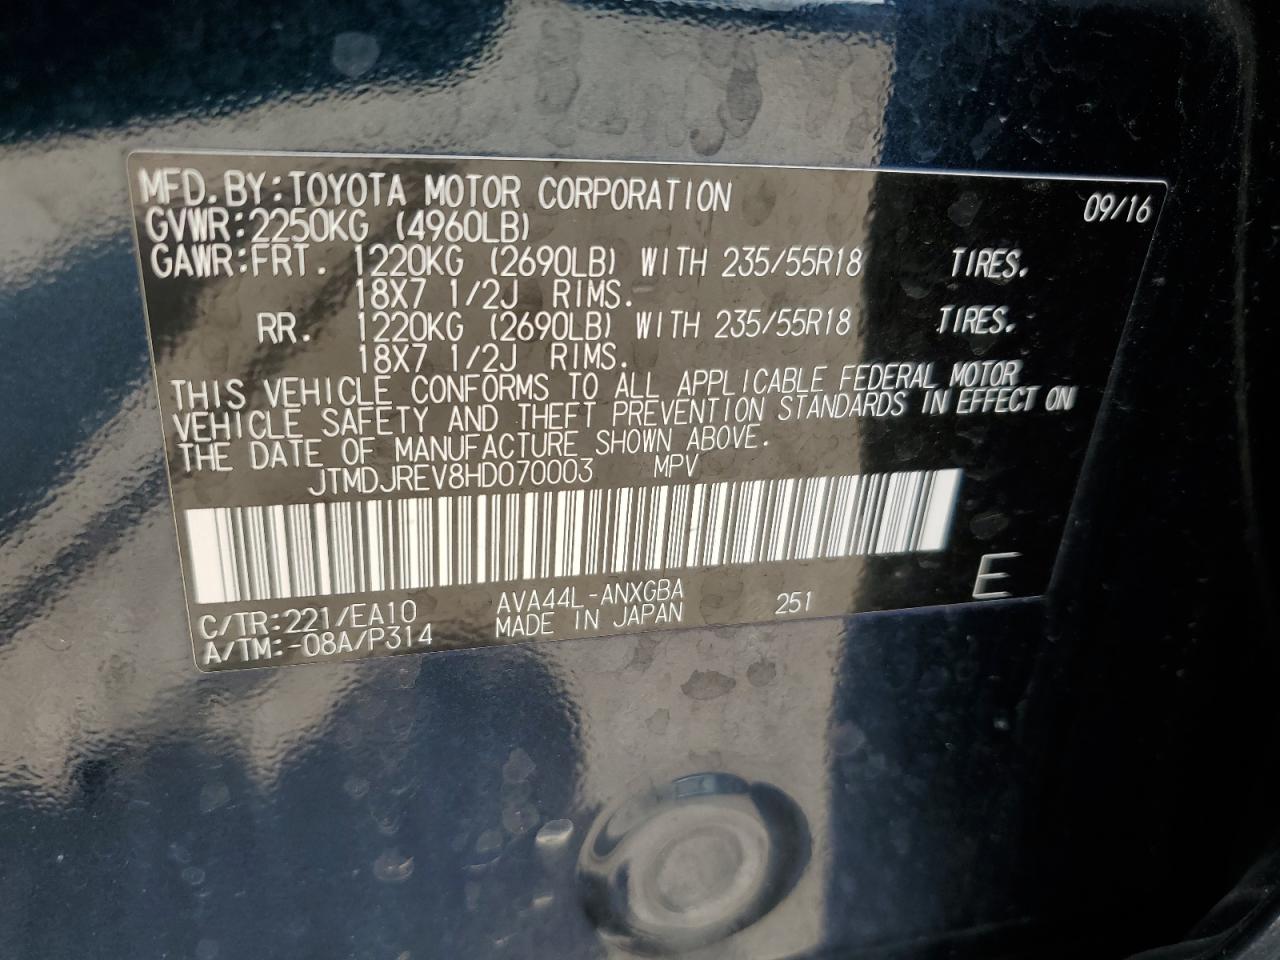 MFD.BY:TOYOTA MOTOR CORPORATION 09/16
GVWR:2250KG (4960LB)
GAWR:FRT. 1220KG (2690LB) WITH 235/55R18 TIRES.
18X7 1/2J RIMS.
RR. 1220KG (2690LB) WITH 235/55R18 TIRES.
18X7 1/2J RIMS.
THIS VEHICLE CONFORMS TO ALL APPLICABLE FEDERAL MOTOR
VEHICLE SAFETY AND THEFT PREVENTION STANDARDS IN EFFECT ON
THE DATE OF MANUFACTURE SHOWN ABOVE.
JTMDJREV8HD070003 MPV
C/TR:221/EA10 AVA44L-ANXGBA 251 E
A/TM:-08A/P314 MADE IN JAPAN